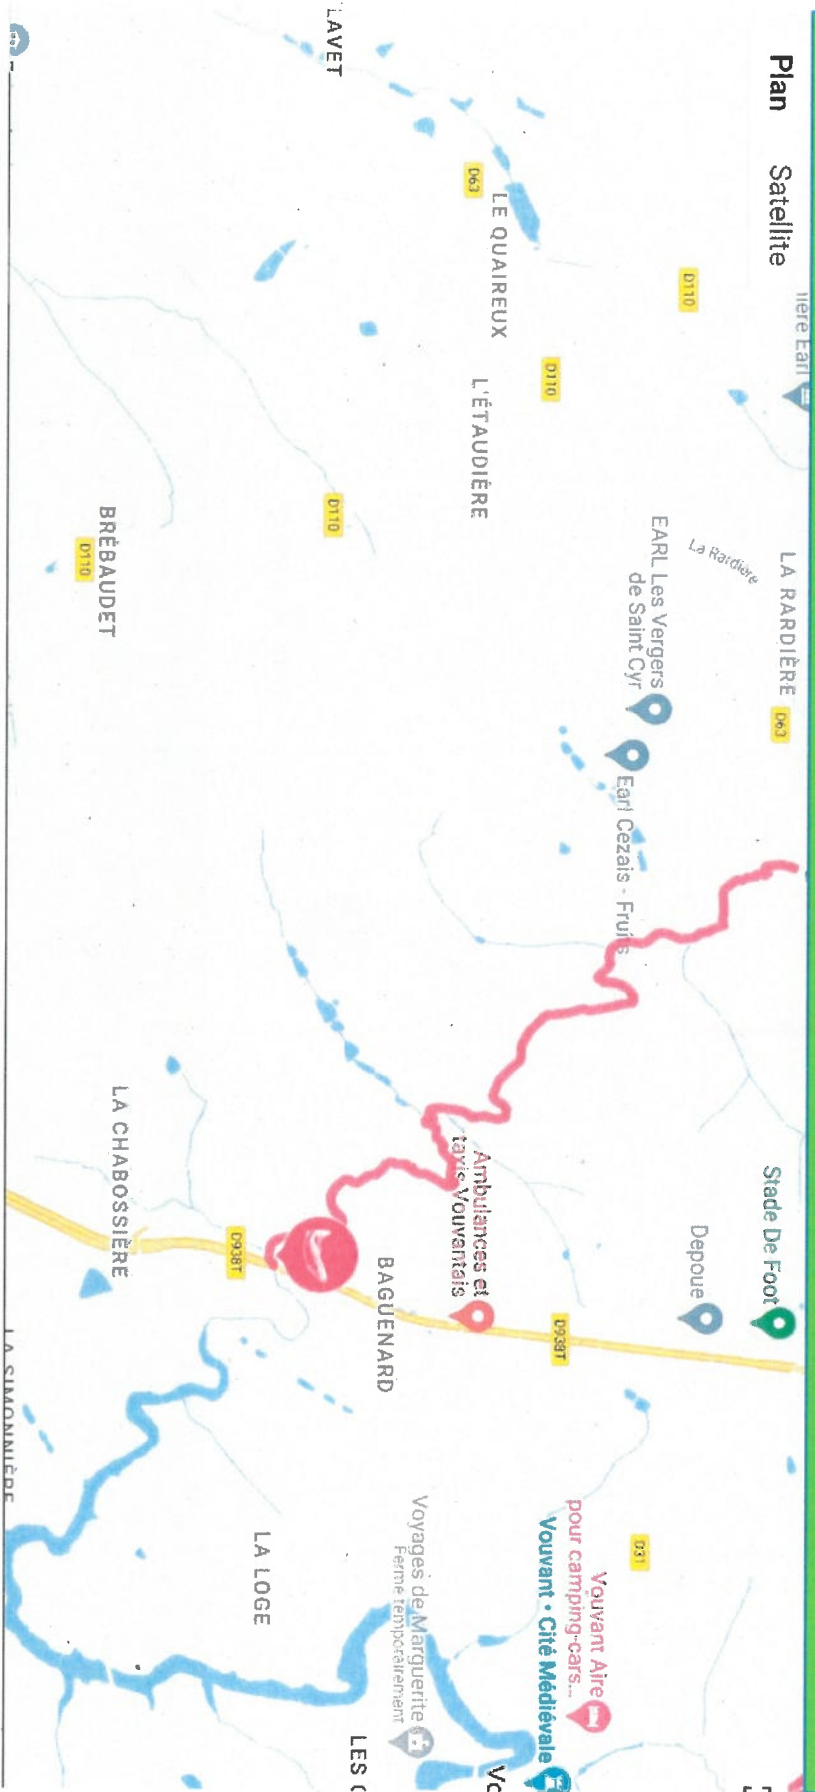 Plan Satellite
D110
LA RARDIÈRE
D63
La Rardière
EARL Les Vergers
de Saint Cyr
Earl Cezais - Fruits
Stade De Foot
Depoue
D110
D63
LE QUAIREUX
L'ÉTAUDIÈRE
D938T
Ambulances et
taxis Vouvantais
D31
Vouvant Aire
pour camping-cars...
Vouvant • Cité Médiévale
D110
BAGUENARD
Voyages de Marguerite
Fermé temporairement
D938T
LA LOGE
BRÉBAUDET
D110
LA CHABOSSIÈRE